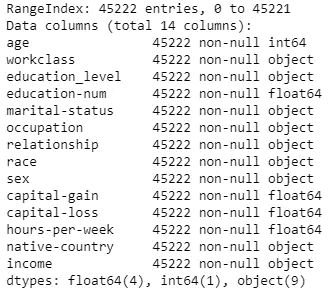 RangeIndex: 45222 entries, 0 to 45221
Data columns (total 14 columns):
age 45222 non-null int64
workclass 45222 non-null object
education_level 45222 non-null object
education-num 45222 non-null float64
marital-status 45222 non-null object
occupation 45222 non-null object
relationship 45222 non-null object
race 45222 non-null object
sex 45222 non-null object
capital-gain 45222 non-null float64
capital-loss 45222 non-null float64
hours-per-week 45222 non-null float64
native-country 45222 non-null object
income 45222 non-null object
dtypes: float64(4), int64(1), object(9)